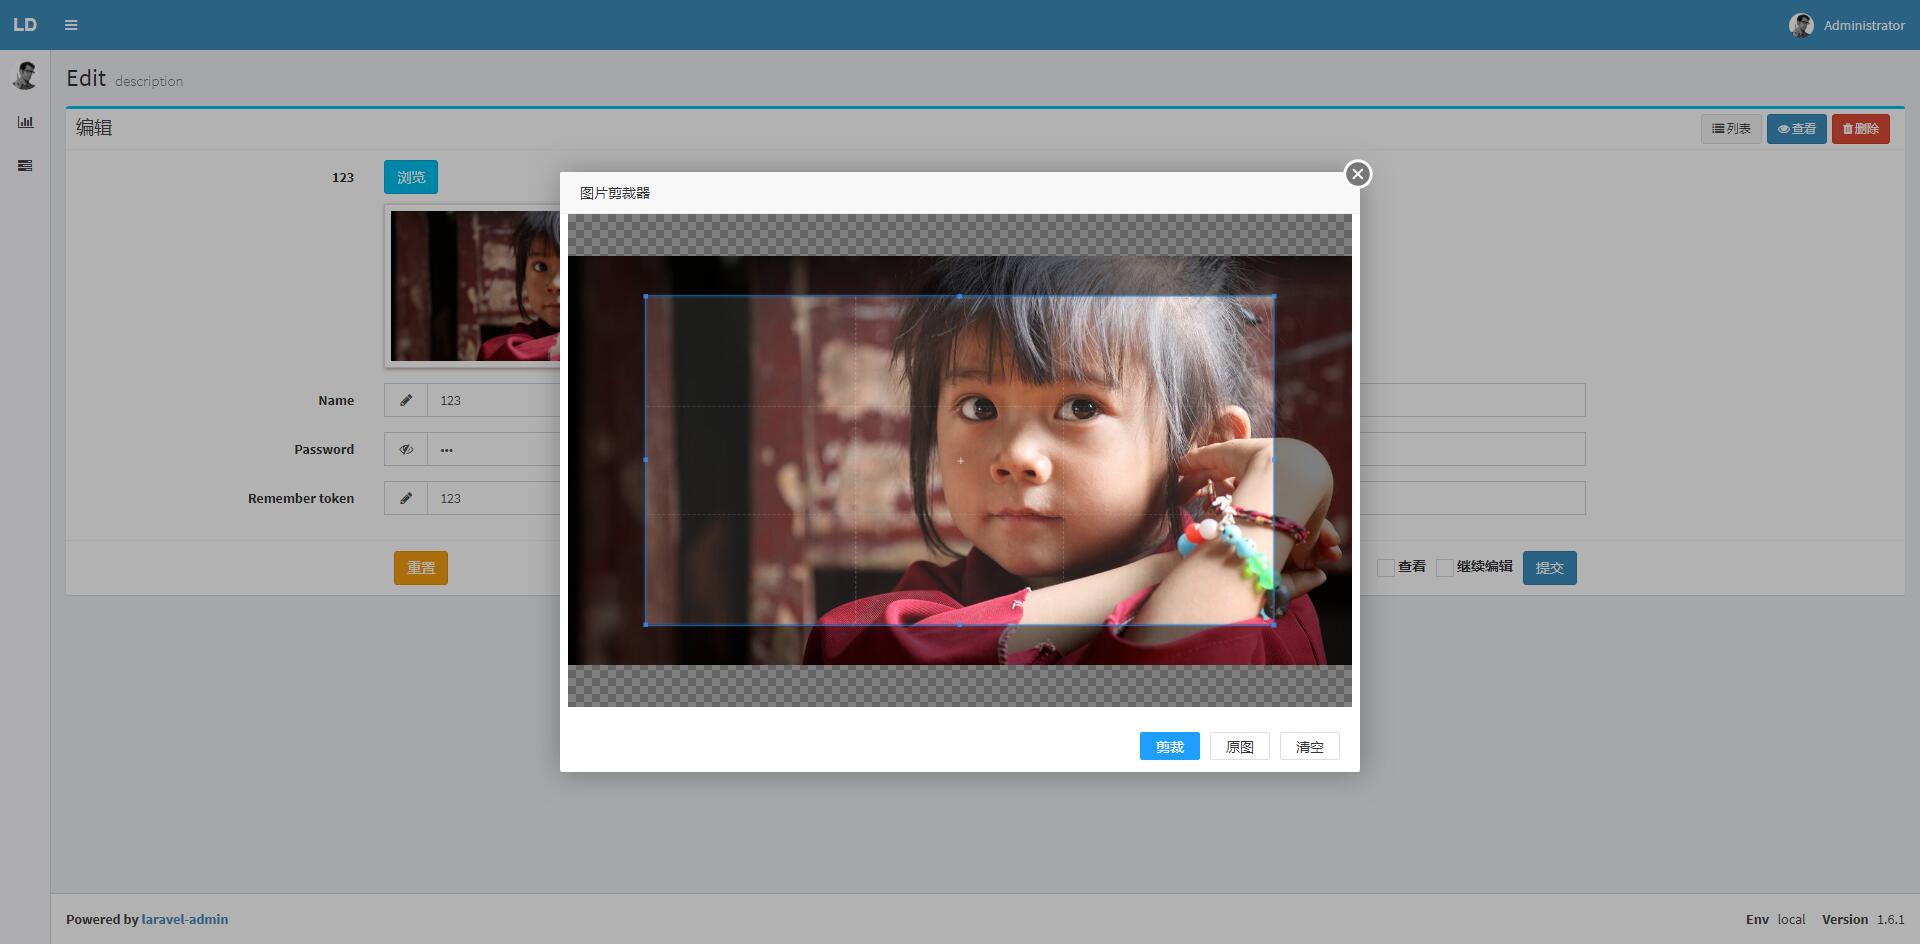 LD
Administrator
Edit description
编辑
列表 查看 删除
123 浏览
图片剪裁器
Name 123
Password •••
Remember token 123
重置
查看 继续编辑 提交
剪裁 原图 清空
Powered by laravel-admin
Env local Version 1.6.1